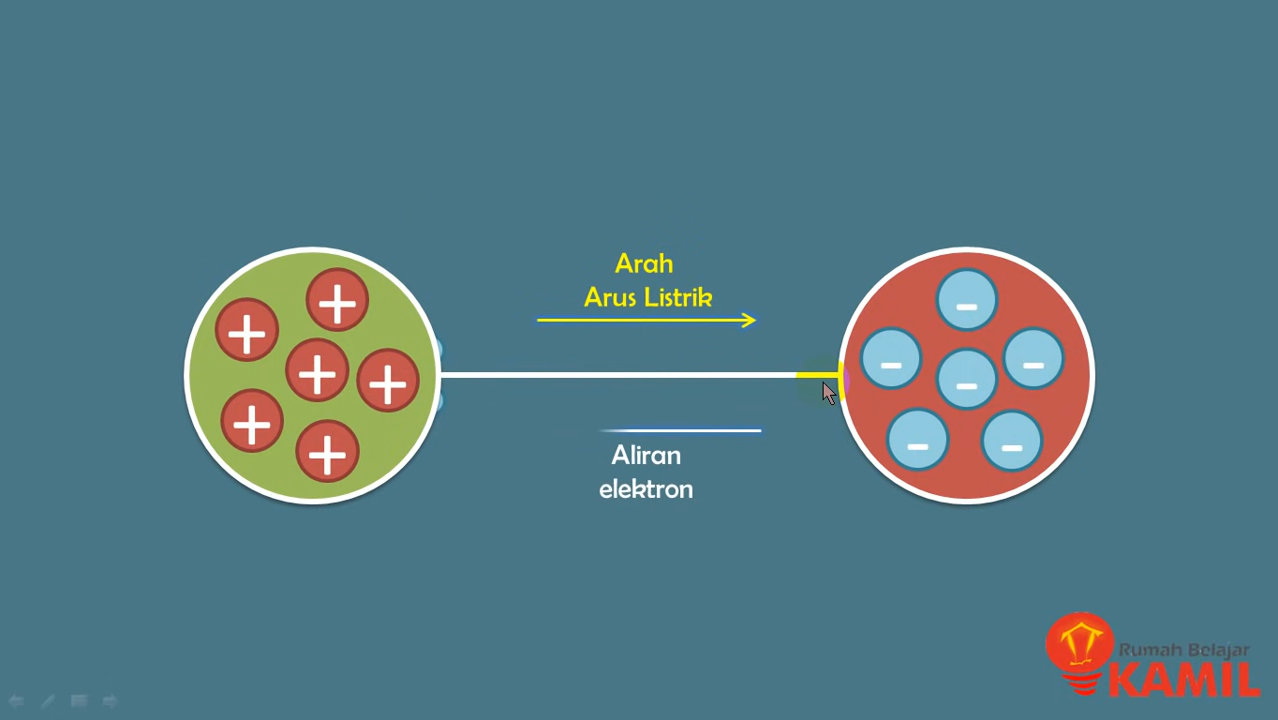 Arah
Arus Listrik
+
+
+
+
+
+
-
-
-
-
-
-
Aliran
elektron
Rumah Belajar
KAMIL